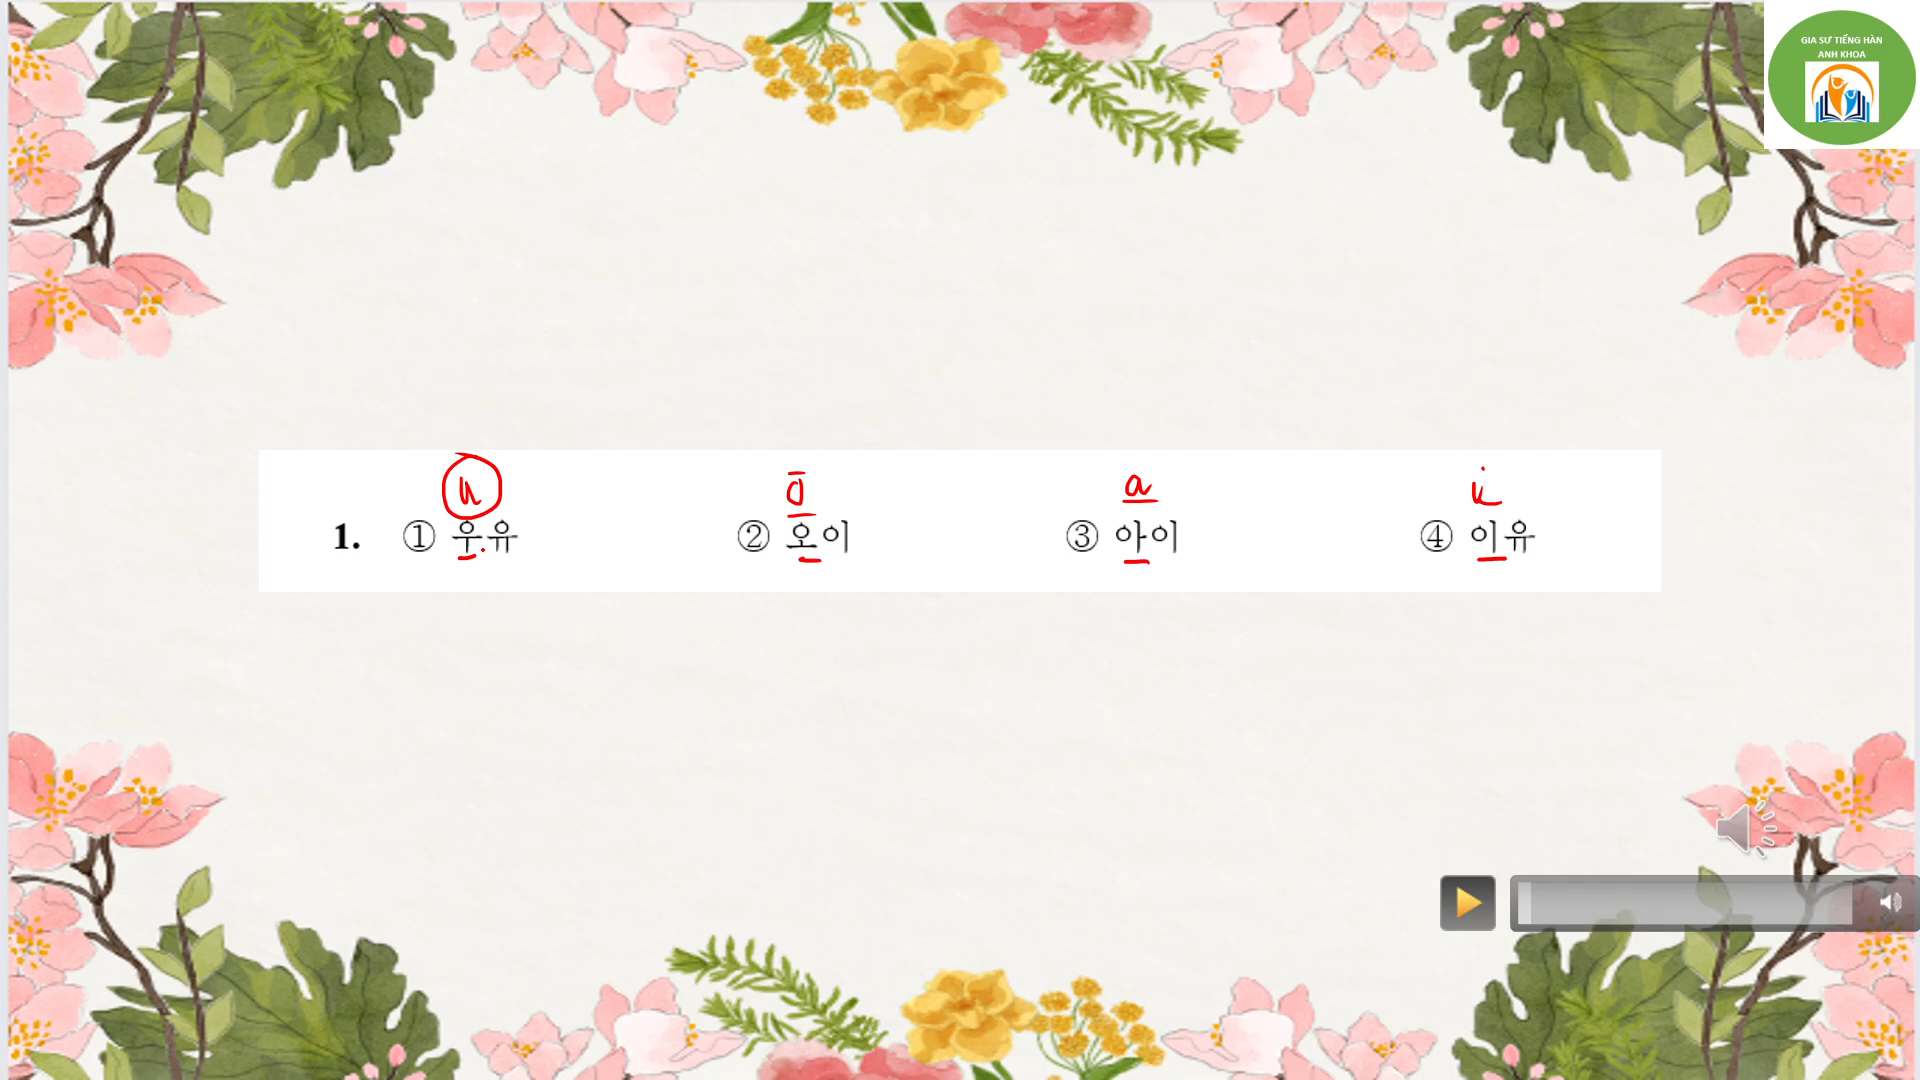 GIA SƯ TIẾNG HÀN
ANH KHOA
u ō a i
1. ① 우유 ② 오이 ③ 아이 ④ 이유